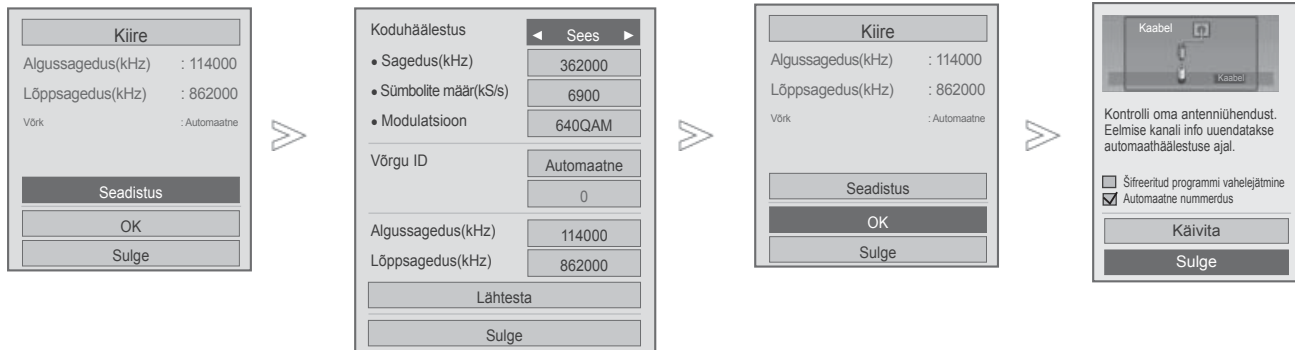 Kiire
Algussagedus(kHz) : 114000
Lõppsagedus(kHz) : 862000
Võrk : Automaatne
Seadistus
OK
Sulge
Koduhäälestus ◄ Sees ►
• Sagedus(kHz) 362000
• Sümbolite määr(kS/s) 6900
• Modulatsioon 640QAM
Võrgu ID Automaatne
0
Algussagedus(kHz) 114000
Lõppsagedus(kHz) 862000
Lähtesta
Sulge
Kiire
Algussagedus(kHz) : 114000
Lõppsagedus(kHz) : 862000
Võrk : Automaatne
Seadistus
OK
Sulge
Kaabel
Kaabel
Kontrolli oma antenniühendust.
Eelmise kanali info uuendatakse
automaathäälestuse ajal.
Šifreeritud programmi vahelejätmine
Automaatne nummerdus
Käivita
Sulge